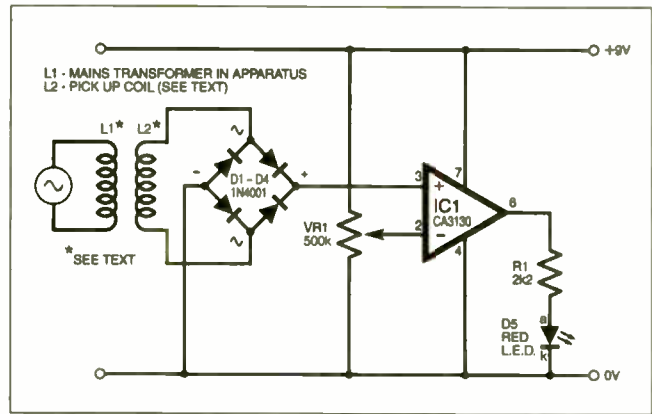 +9V
L1 - MAINS TRANSFORMER IN APPARATUS
L2 - PICK UP COIL (SEE TEXT)
L1* L2*
- D1 – D4 +
1N4001
3 7
+
IC1 6
CA3130
2 -
4
VR1
500k
*SEE TEXT
R1
2k2
D5
RED
L.E.D.
a
k
0V